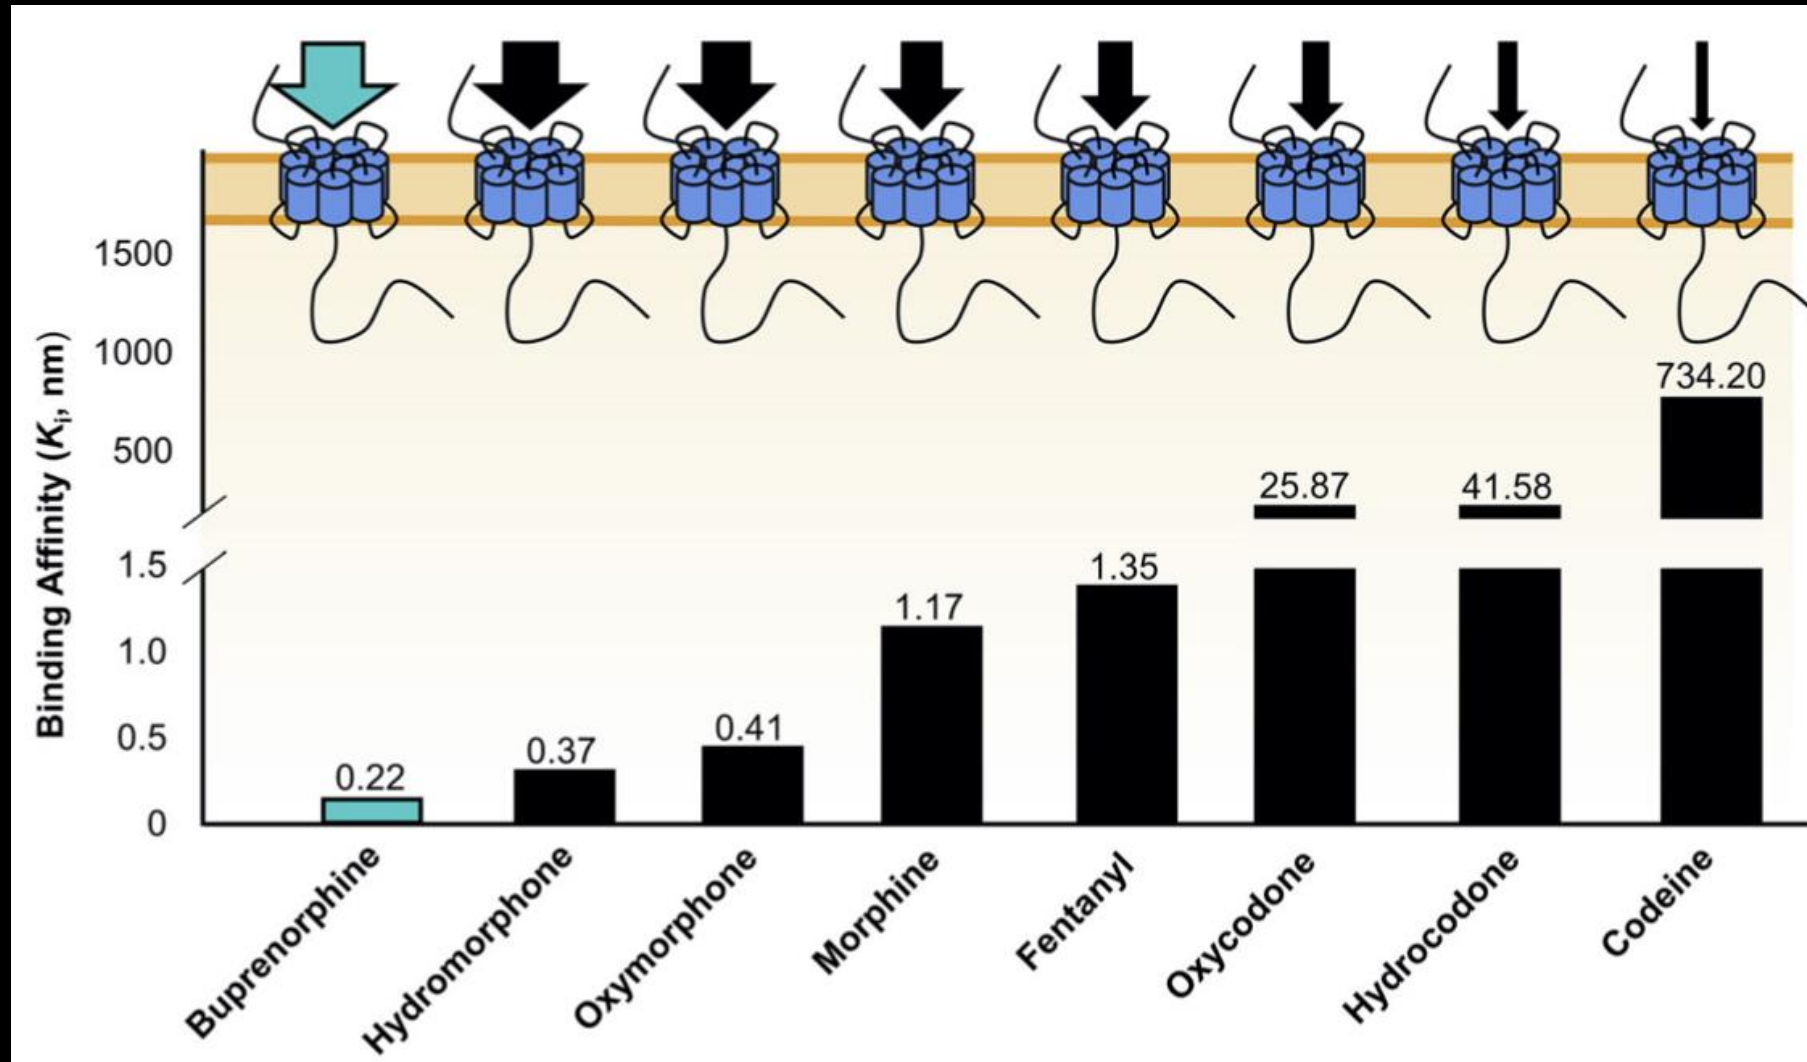 1500
1000
500
1.5
1.0
0.5
0
Binding Affinity (Ki, nm)
0.22
0.37
0.41
1.17
1.35
25.87
41.58
734.20
Buprenorphine
Hydromorphone
Oxymorphone
Morphine
Fentanyl
Oxycodone
Hydrocodone
Codeine